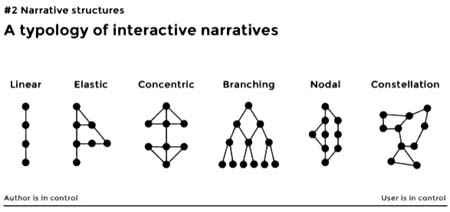 #2 Narrative structures
A typology of interactive narratives
Linear Elastic Concentric Branching Nodal Constellation
Author is in control User is in control